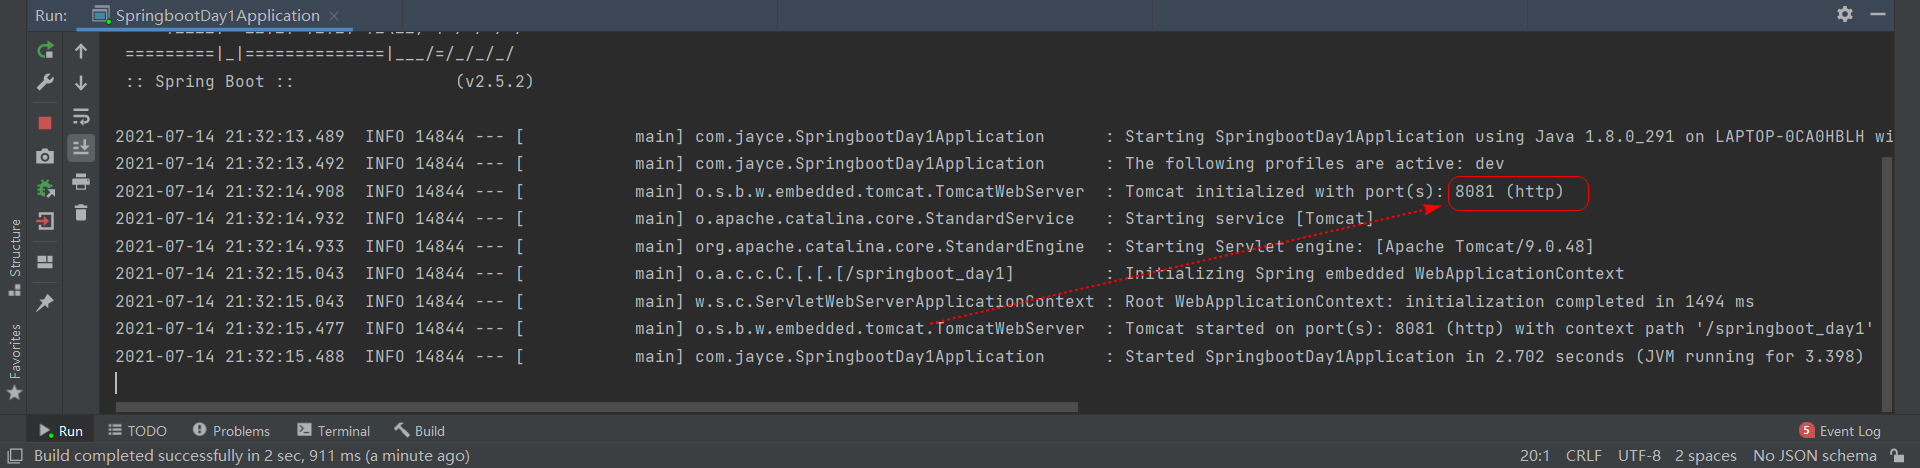 Run: SpringbootDay1Application
=========|_|==============|___/=/_/_/_/
:: Spring Boot ::                (v2.5.2)
2021-07-14 21:32:13.489  INFO 14844 --- [           main] com.jayce.SpringbootDay1Application      : Starting SpringbootDay1Application using Java 1.8.0_291 on LAPTOP-0CA0HBLH wi
2021-07-14 21:32:13.492  INFO 14844 --- [           main] com.jayce.SpringbootDay1Application      : The following profiles are active: dev
2021-07-14 21:32:14.908  INFO 14844 --- [           main] o.s.b.w.embedded.tomcat.TomcatWebServer  : Tomcat initialized with port(s): 8081 (http)
2021-07-14 21:32:14.932  INFO 14844 --- [           main] o.apache.catalina.core.StandardService   : Starting service [Tomcat]
2021-07-14 21:32:14.933  INFO 14844 --- [           main] org.apache.catalina.core.StandardEngine  : Starting Servlet engine: [Apache Tomcat/9.0.48]
2021-07-14 21:32:15.043  INFO 14844 --- [           main] o.a.c.c.C.[.[.[/springboot_day1]         : Initializing Spring embedded WebApplicationContext
2021-07-14 21:32:15.043  INFO 14844 --- [           main] w.s.c.ServletWebServerApplicationContext : Root WebApplicationContext: initialization completed in 1494 ms
2021-07-14 21:32:15.477  INFO 14844 --- [           main] o.s.b.w.embedded.tomcat.TomcatWebServer  : Tomcat started on port(s): 8081 (http) with context path '/springboot_day1'
2021-07-14 21:32:15.488  INFO 14844 --- [           main] com.jayce.SpringbootDay1Application      : Started SpringbootDay1Application in 2.702 seconds (JVM running for 3.398)
Structure
Favorites
Run TODO Problems Terminal Build 5 Event Log
Build completed successfully in 2 sec, 911 ms (a minute ago) 20:1 CRLF UTF-8 2 spaces No JSON schema